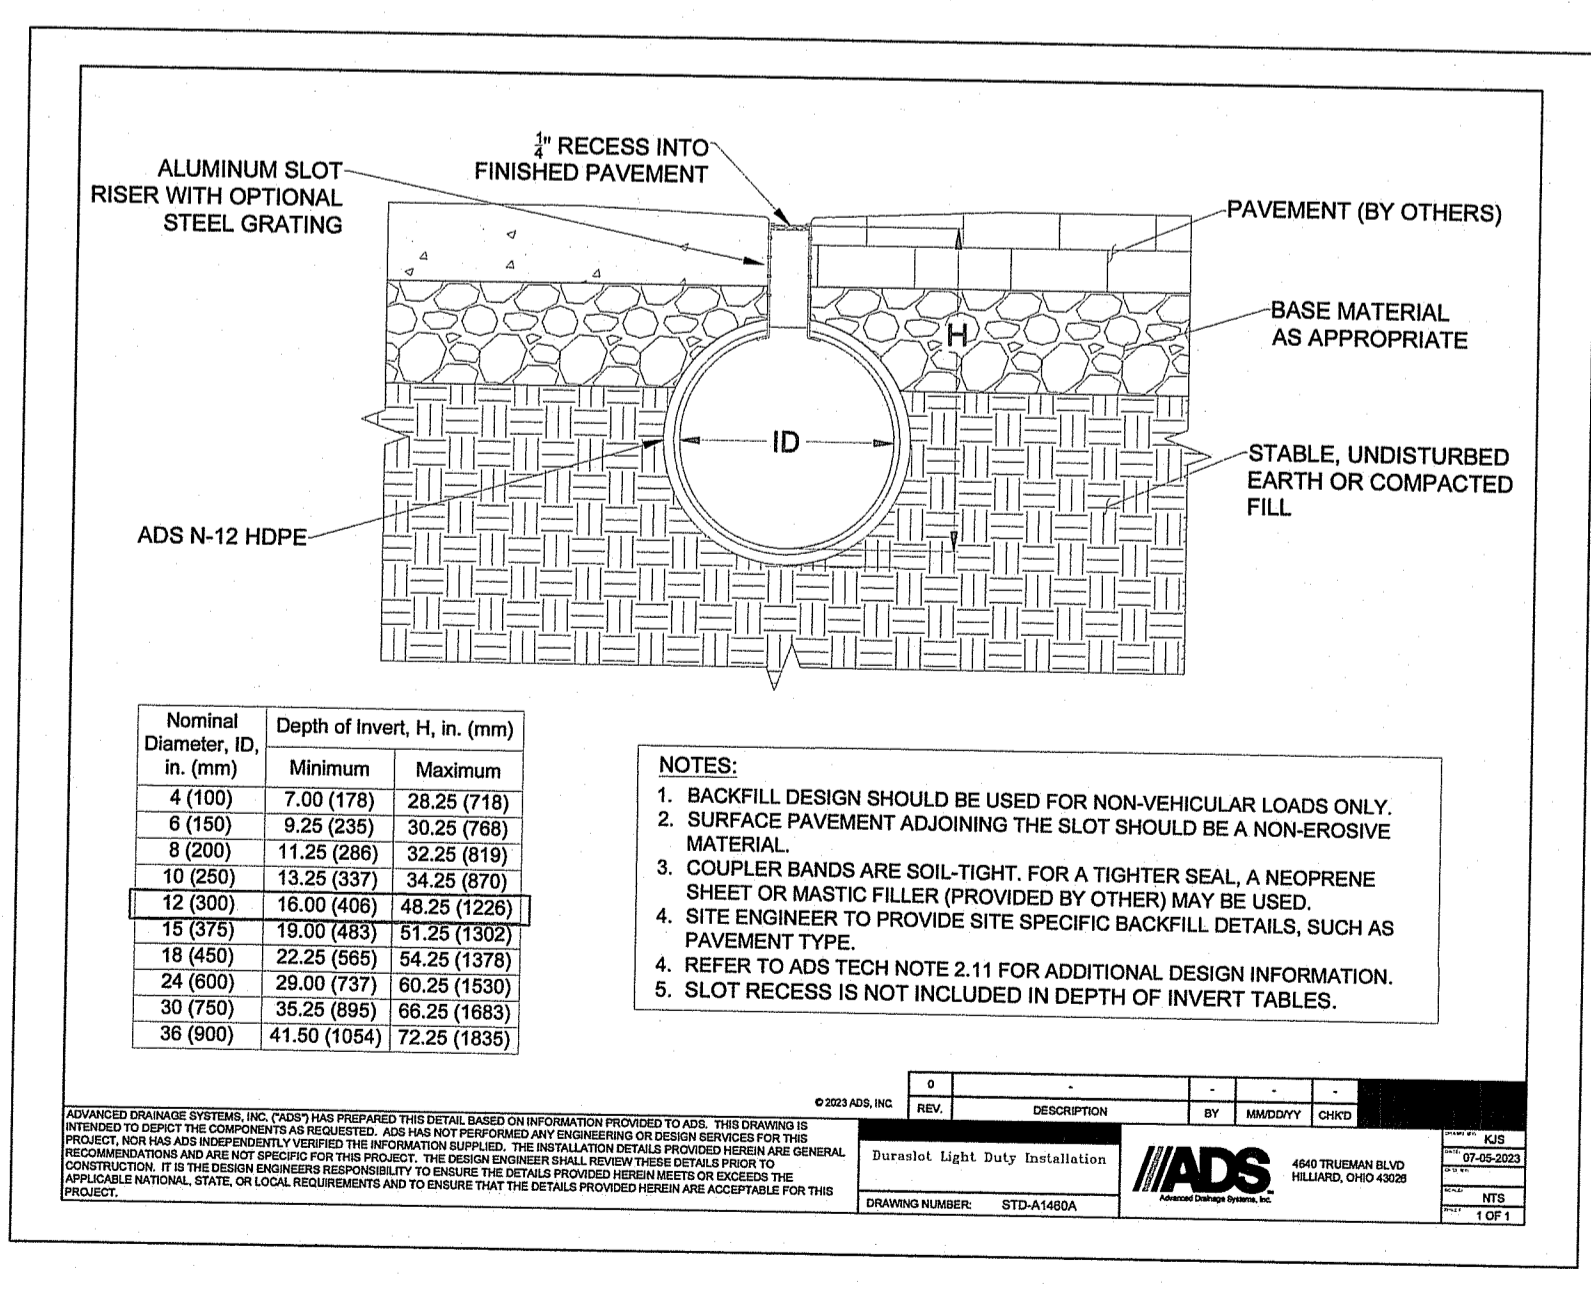 ¼" RECESS INTO
FINISHED PAVEMENT
ALUMINUM SLOT
RISER WITH OPTIONAL
STEEL GRATING
PAVEMENT (BY OTHERS)
BASE MATERIAL
AS APPROPRIATE
H
ID
STABLE, UNDISTURBED
EARTH OR COMPACTED
FILL
ADS N-12 HDPE
Nominal Diameter, ID, in. (mm) Depth of Invert, H, in. (mm)
Minimum Maximum
4 (100) 7.00 (178) 28.25 (718)
6 (150) 9.25 (235) 30.25 (768)
8 (200) 11.25 (286) 32.25 (819)
10 (250) 13.25 (337) 34.25 (870)
12 (300) 16.00 (406) 48.25 (1226)
15 (375) 19.00 (483) 51.25 (1302)
18 (450) 22.25 (565) 54.25 (1378)
24 (600) 29.00 (737) 60.25 (1530)
30 (750) 35.25 (895) 66.25 (1683)
36 (900) 41.50 (1054) 72.25 (1835)
NOTES:
1. BACKFILL DESIGN SHOULD BE USED FOR NON-VEHICULAR LOADS ONLY.
2. SURFACE PAVEMENT ADJOINING THE SLOT SHOULD BE A NON-EROSIVE
MATERIAL.
3. COUPLER BANDS ARE SOIL-TIGHT. FOR A TIGHTER SEAL, A NEOPRENE
SHEET OR MASTIC FILLER (PROVIDED BY OTHER) MAY BE USED.
4. SITE ENGINEER TO PROVIDE SITE SPECIFIC BACKFILL DETAILS, SUCH AS
PAVEMENT TYPE.
4. REFER TO ADS TECH NOTE 2.11 FOR ADDITIONAL DESIGN INFORMATION.
5. SLOT RECESS IS NOT INCLUDED IN DEPTH OF INVERT TABLES.
© 2023 ADS, INC.
0 - - - -
REV. DESCRIPTION BY MM/DD/YY CHK'D
ADVANCED DRAINAGE SYSTEMS, INC. ("ADS") HAS PREPARED THIS DETAIL BASED ON INFORMATION PROVIDED TO ADS. THIS DRAWING IS
INTENDED TO DEPICT THE COMPONENTS AS REQUESTED. ADS HAS NOT PERFORMED ANY ENGINEERING OR DESIGN SERVICES FOR THIS
PROJECT, NOR HAS ADS INDEPENDENTLY VERIFIED THE INFORMATION SUPPLIED. THE INSTALLATION DETAILS PROVIDED HEREIN ARE GENERAL
RECOMMENDATIONS AND ARE NOT SPECIFIC FOR THIS PROJECT. THE DESIGN ENGINEER SHALL REVIEW THESE DETAILS PRIOR TO
CONSTRUCTION. IT IS THE DESIGN ENGINEERS RESPONSIBILITY TO ENSURE THE DETAILS PROVIDED HEREIN MEETS OR EXCEEDS THE
APPLICABLE NATIONAL, STATE, OR LOCAL REQUIREMENTS AND TO ENSURE THAT THE DETAILS PROVIDED HEREIN ARE ACCEPTABLE FOR THIS
PROJECT.
Duraslot Light Duty Installation
DRAWING NUMBER: STD-A1460A
ADS
Advanced Drainage Systems, Inc.
4640 TRUEMAN BLVD
HILLIARD, OHIO 43026
KJS
07-05-2023
NTS
1 OF 1